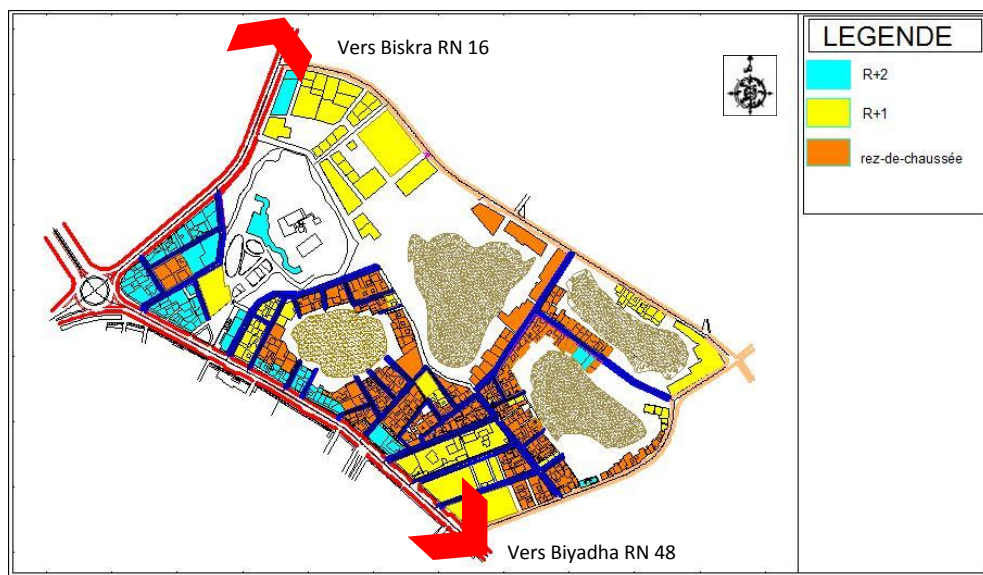 Vers Biskra RN 16
LEGENDE
R+2
R+1
rez-de-chaussée
Vers Biyadha RN 48